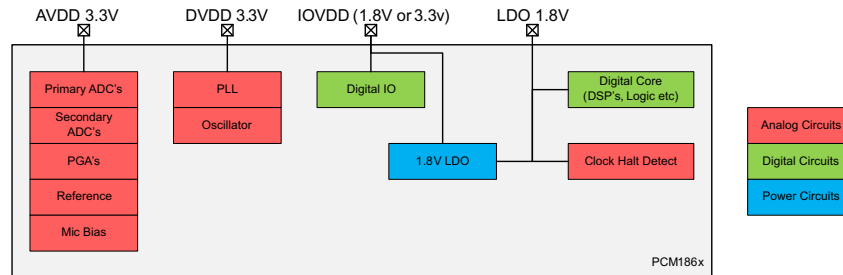 AVDD 3.3V
DVDD 3.3V
IOVDD (1.8V or 3.3v)
LDO 1.8V
Primary ADC's
Secondary
ADC's
PGA's
Reference
Mic Bias
PLL
Oscillator
Digital IO
1.8V LDO
Digital Core
(DSP's, Logic etc)
Clock Halt Detect
Analog Circuits
Digital Circuits
Power Circuits
PCM186x